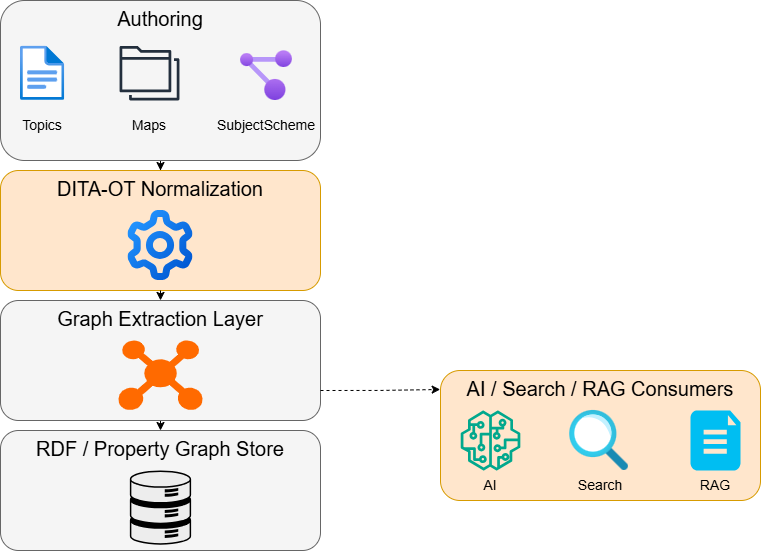 Authoring
Topics
Maps
SubjectScheme
DITA-OT Normalization
Graph Extraction Layer
RDF / Property Graph Store
AI / Search / RAG Consumers
AI
Search
RAG